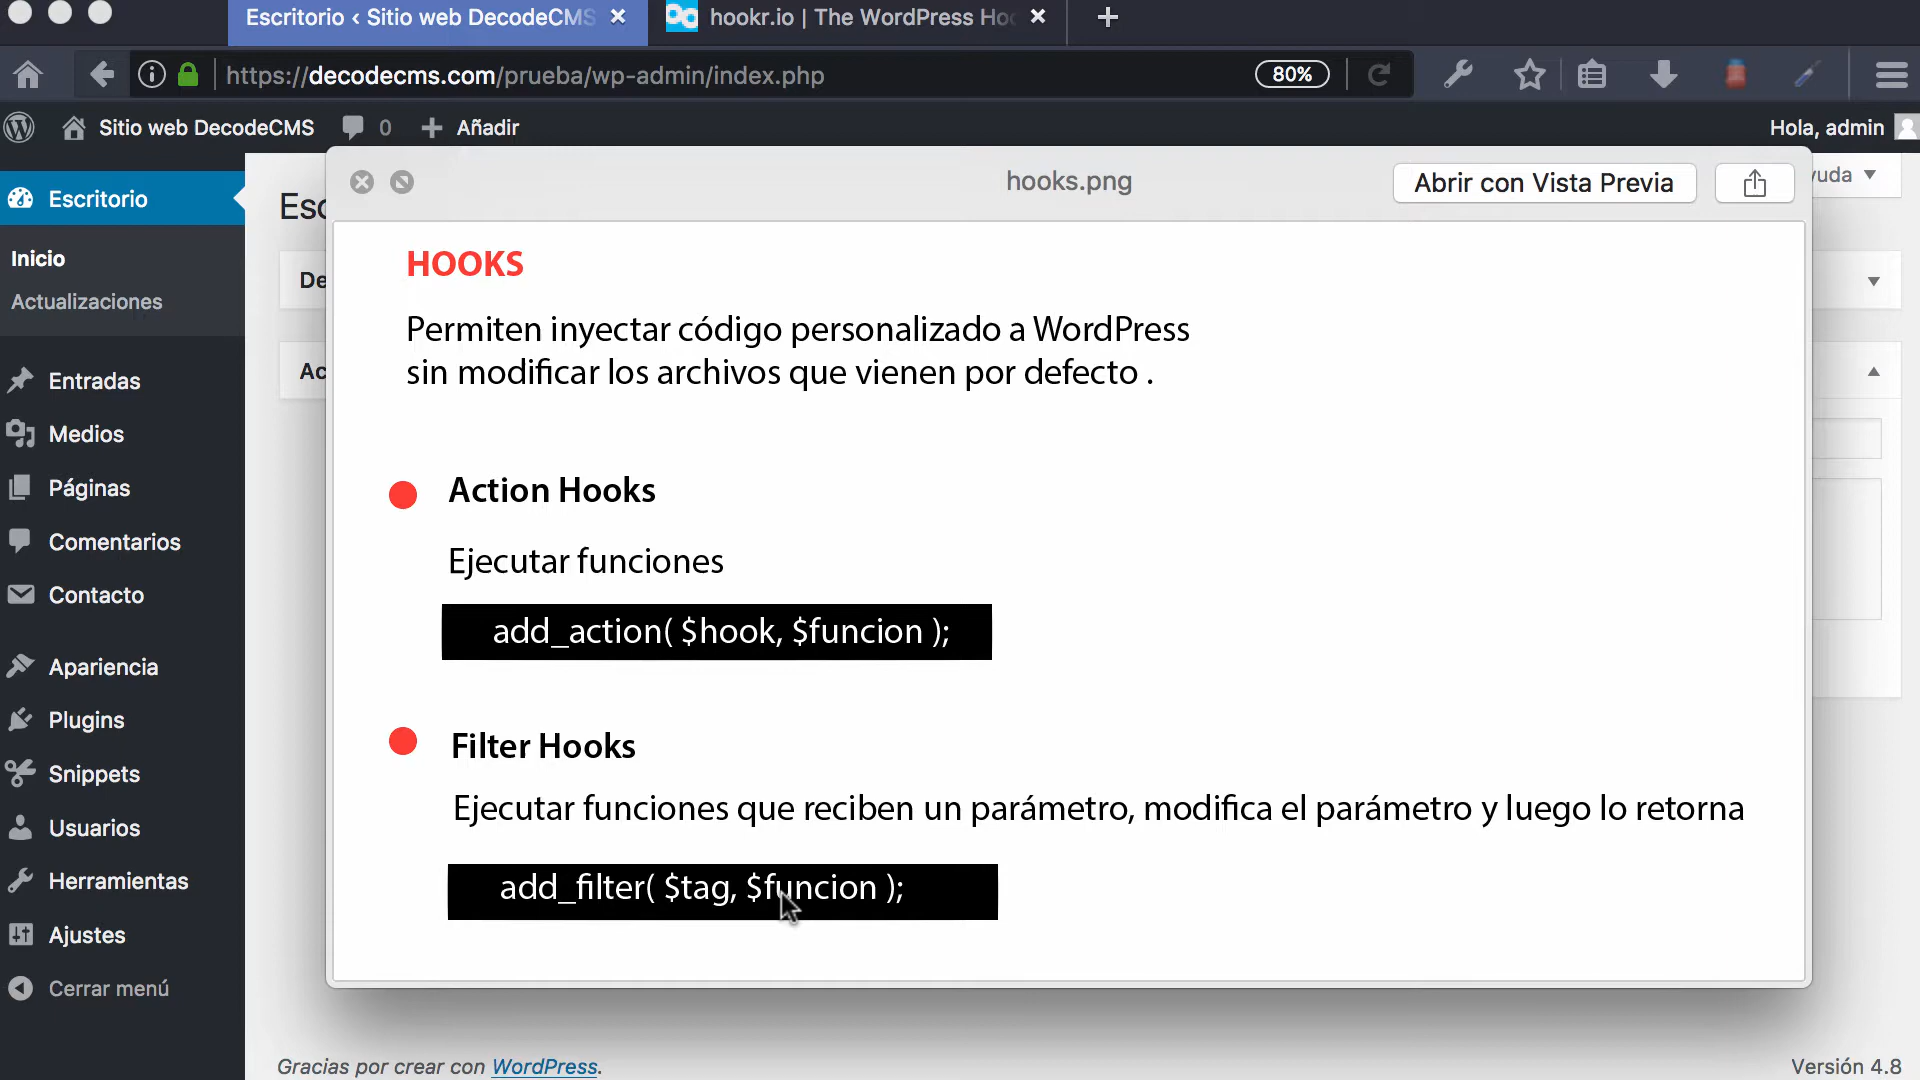 Escritorio ‹ Sitio web DecodeCMS
hookr.io | The WordPress Hoo
https://decodecms.com/prueba/wp-admin/index.php
80%
Sitio web DecodeCMS
0
Añadir
Hola, admin
Escritorio
Inicio
Actualizaciones
Entradas
Medios
Páginas
Comentarios
Contacto
Apariencia
Plugins
Snippets
Usuarios
Herramientas
Ajustes
Cerrar menú
Esc
De
Ac
yuda
hooks.png
Abrir con Vista Previa
HOOKS
Permiten inyectar código personalizado a WordPress
sin modificar los archivos que vienen por defecto .
Action Hooks
Ejecutar funciones
add_action( $hook, $funcion );
Filter Hooks
Ejecutar funciones que reciben un parámetro, modifica el parámetro y luego lo retorna
add_filter( $tag, $funcion );
Gracias por crear con WordPress.
Versión 4.8